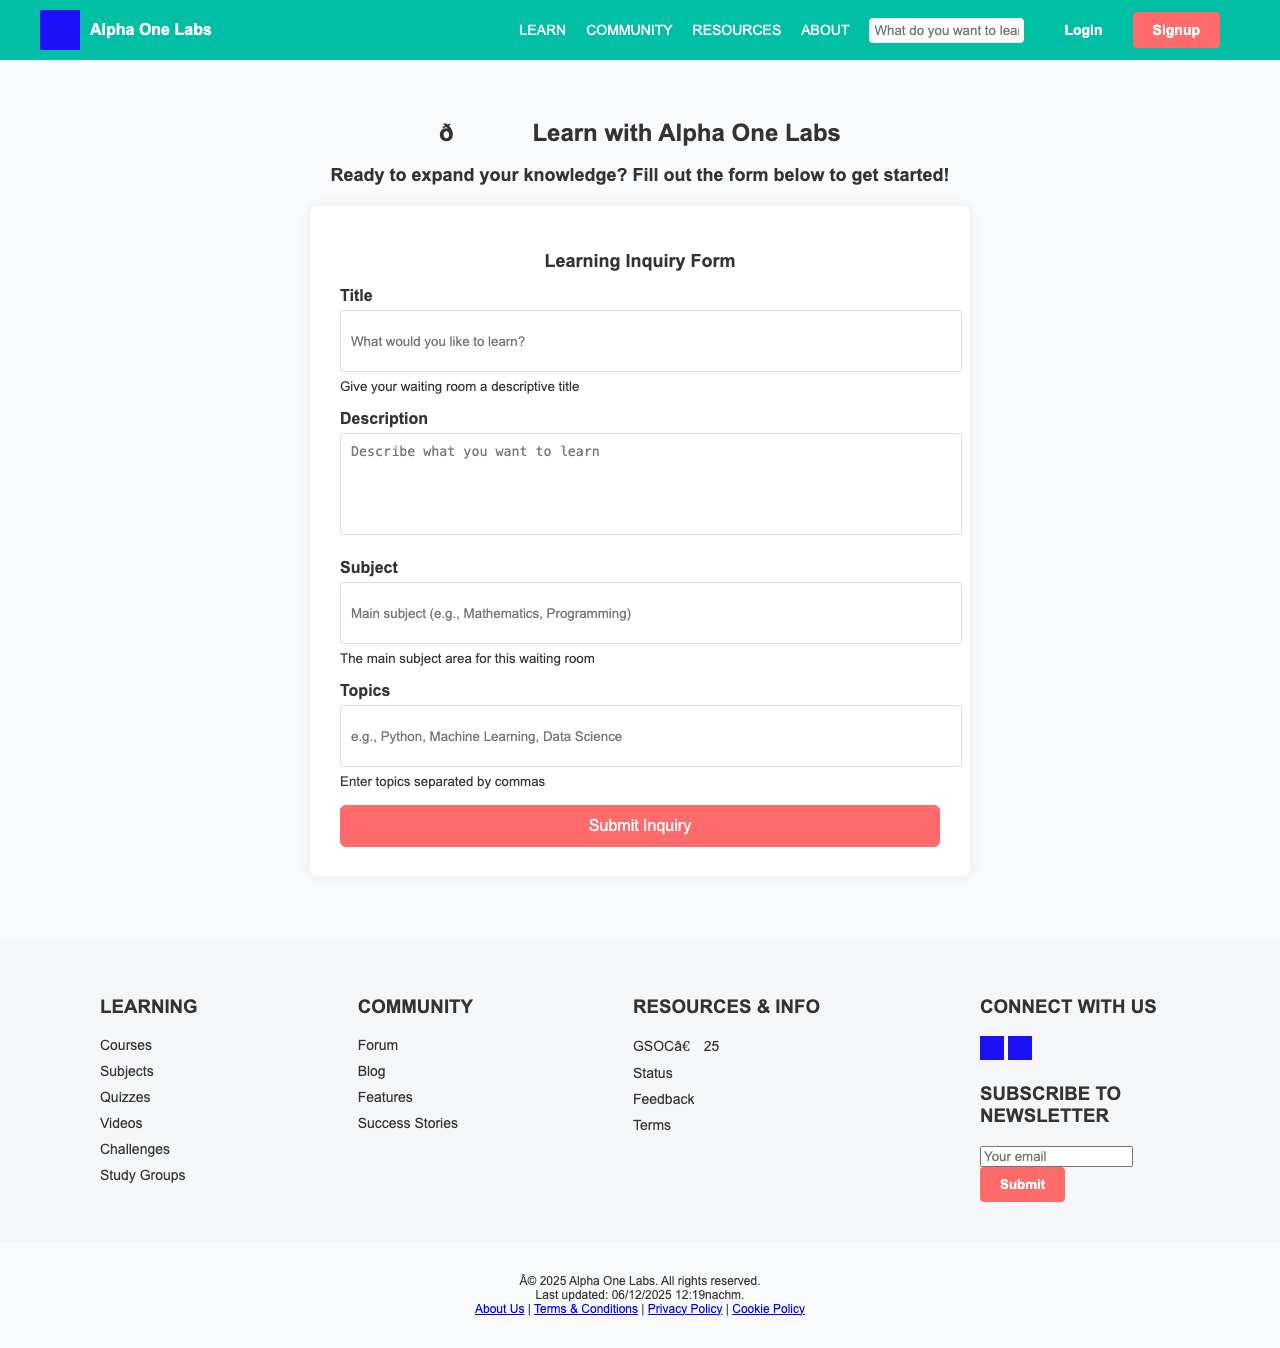 Alpha One Labs
LEARN COMMUNITY RESOURCES ABOUT What do you want to lear Login Signup
ð Learn with Alpha One Labs
Ready to expand your knowledge? Fill out the form below to get started!
Learning Inquiry Form
Title
What would you like to learn?
Give your waiting room a descriptive title
Description
Describe what you want to learn
Subject
Main subject (e.g., Mathematics, Programming)
The main subject area for this waiting room
Topics
e.g., Python, Machine Learning, Data Science
Enter topics separated by commas
Submit Inquiry
LEARNING
Courses
Subjects
Quizzes
Videos
Challenges
Study Groups
COMMUNITY
Forum
Blog
Features
Success Stories
RESOURCES & INFO
GSOCâ€ 25
Status
Feedback
Terms
CONNECT WITH US
SUBSCRIBE TO
NEWSLETTER
Your email
Submit
Â© 2025 Alpha One Labs. All rights reserved.
Last updated: 06/12/2025 12:19nachm.
About Us | Terms & Conditions | Privacy Policy | Cookie Policy